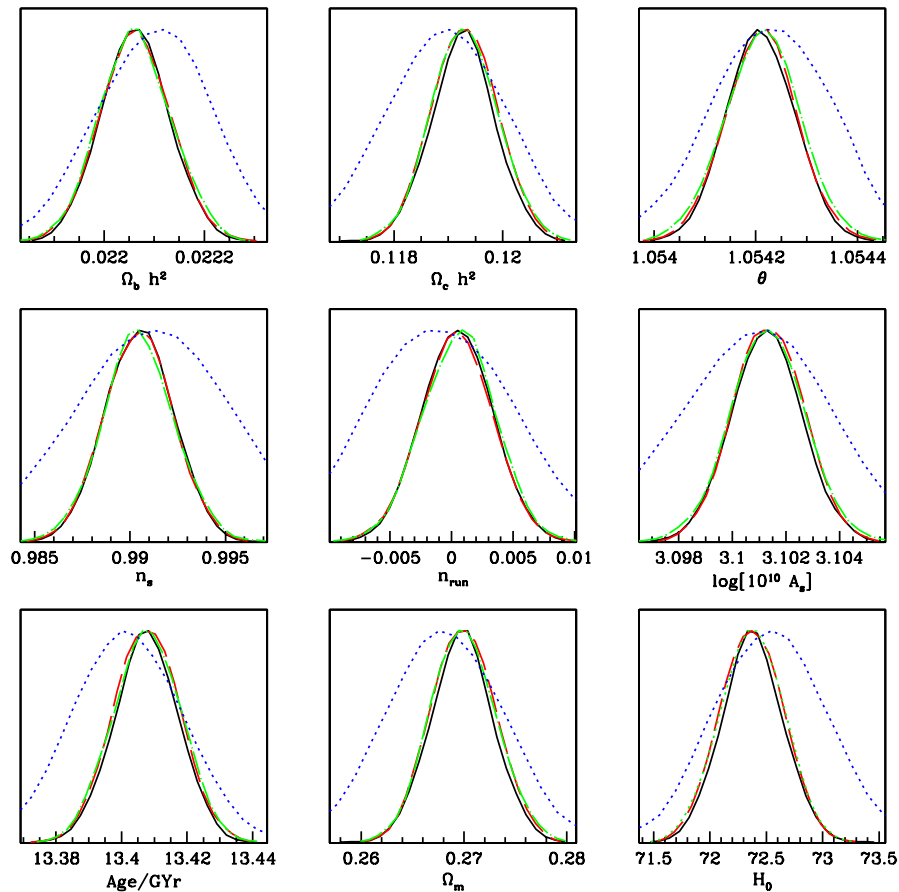 0.022 0.0222 0.118 0.12 1.054 1.0542 1.0544
Ω_b h² Ω_c h² θ
0.985 0.99 0.995 -0.005 0 0.005 0.01 3.098 3.1 3.102 3.104
n_s n_run log[10¹⁰ A_s]
13.38 13.4 13.42 13.44 0.26 0.27 0.28 71.5 72 72.5 73 73.5
Age/GYr Ω_m H_0